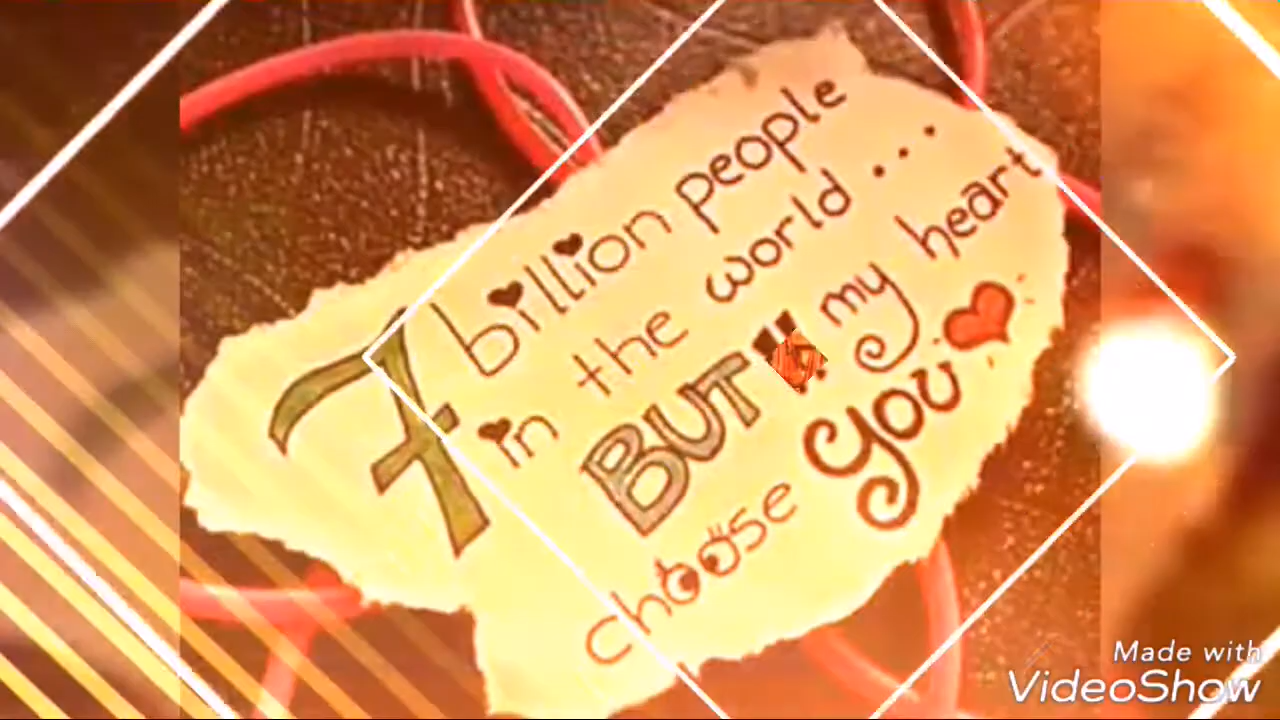 7 billion people
in the world...
BUT!! my heart
choose you
Made with
VideoShow